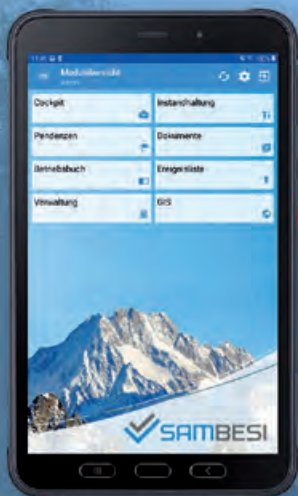 Modulübersicht
Cockpit
Instandhaltung
Pendenzen
Dokumente
Betriebsbuch
Ereignisliste
Verwaltung
GIS
SAMBESI